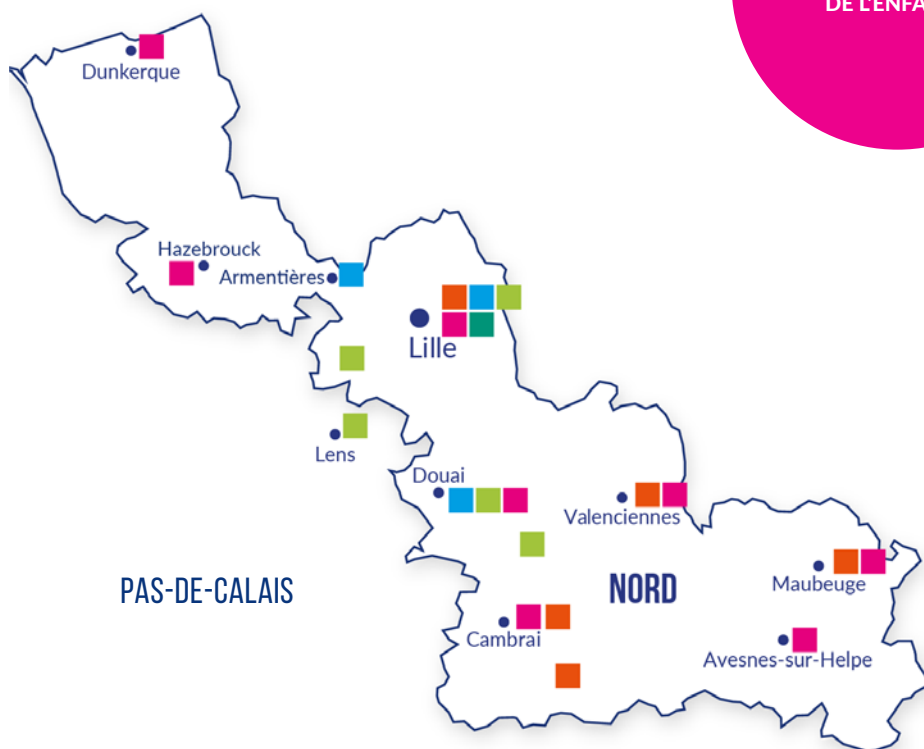 DE L'ENFA
Dunkerque
Hazebrouck
Armentières
Lille
Lens
Douai
Valenciennes
PAS-DE-CALAIS
NORD
Maubeuge
Cambrai
Avesnes-sur-Helpe